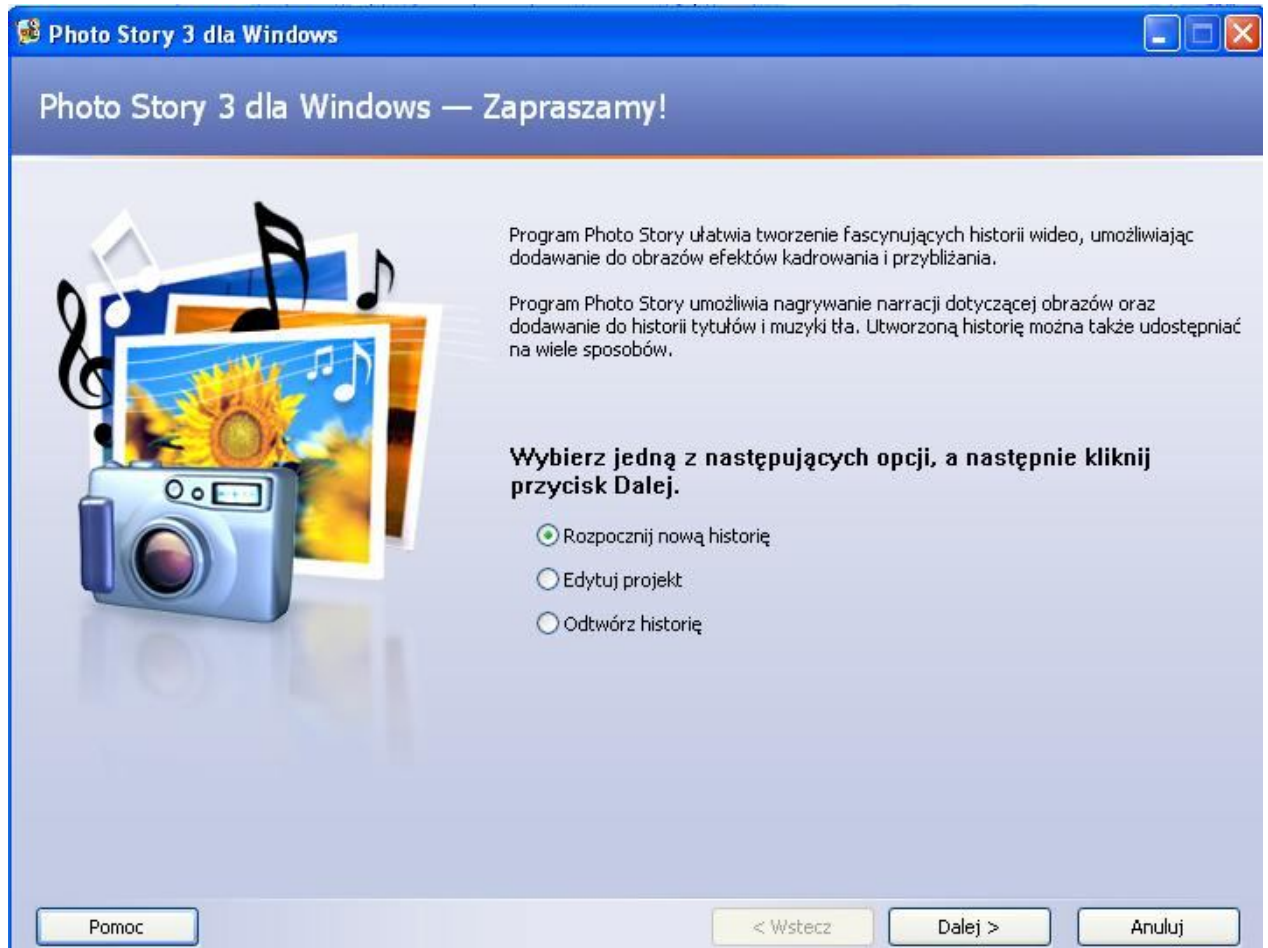 Photo Story 3 dla Windows
Photo Story 3 dla Windows — Zapraszamy!
Program Photo Story ułatwia tworzenie fascynujących historii wideo, umożliwiając
dodawanie do obrazów efektów kadrowania i przybliżania.
Program Photo Story umożliwia nagrywanie narracji dotyczącej obrazów oraz
dodawanie do historii tytułów i muzyki tła. Utworzoną historię można także udostępniać
na wiele sposobów.
Wybierz jedną z następujących opcji, a następnie kliknij
przycisk Dalej.
Rozpocznij nową historię
Edytuj projekt
Odtwórz historię
Pomoc
< Wstecz
Dalej >
Anuluj